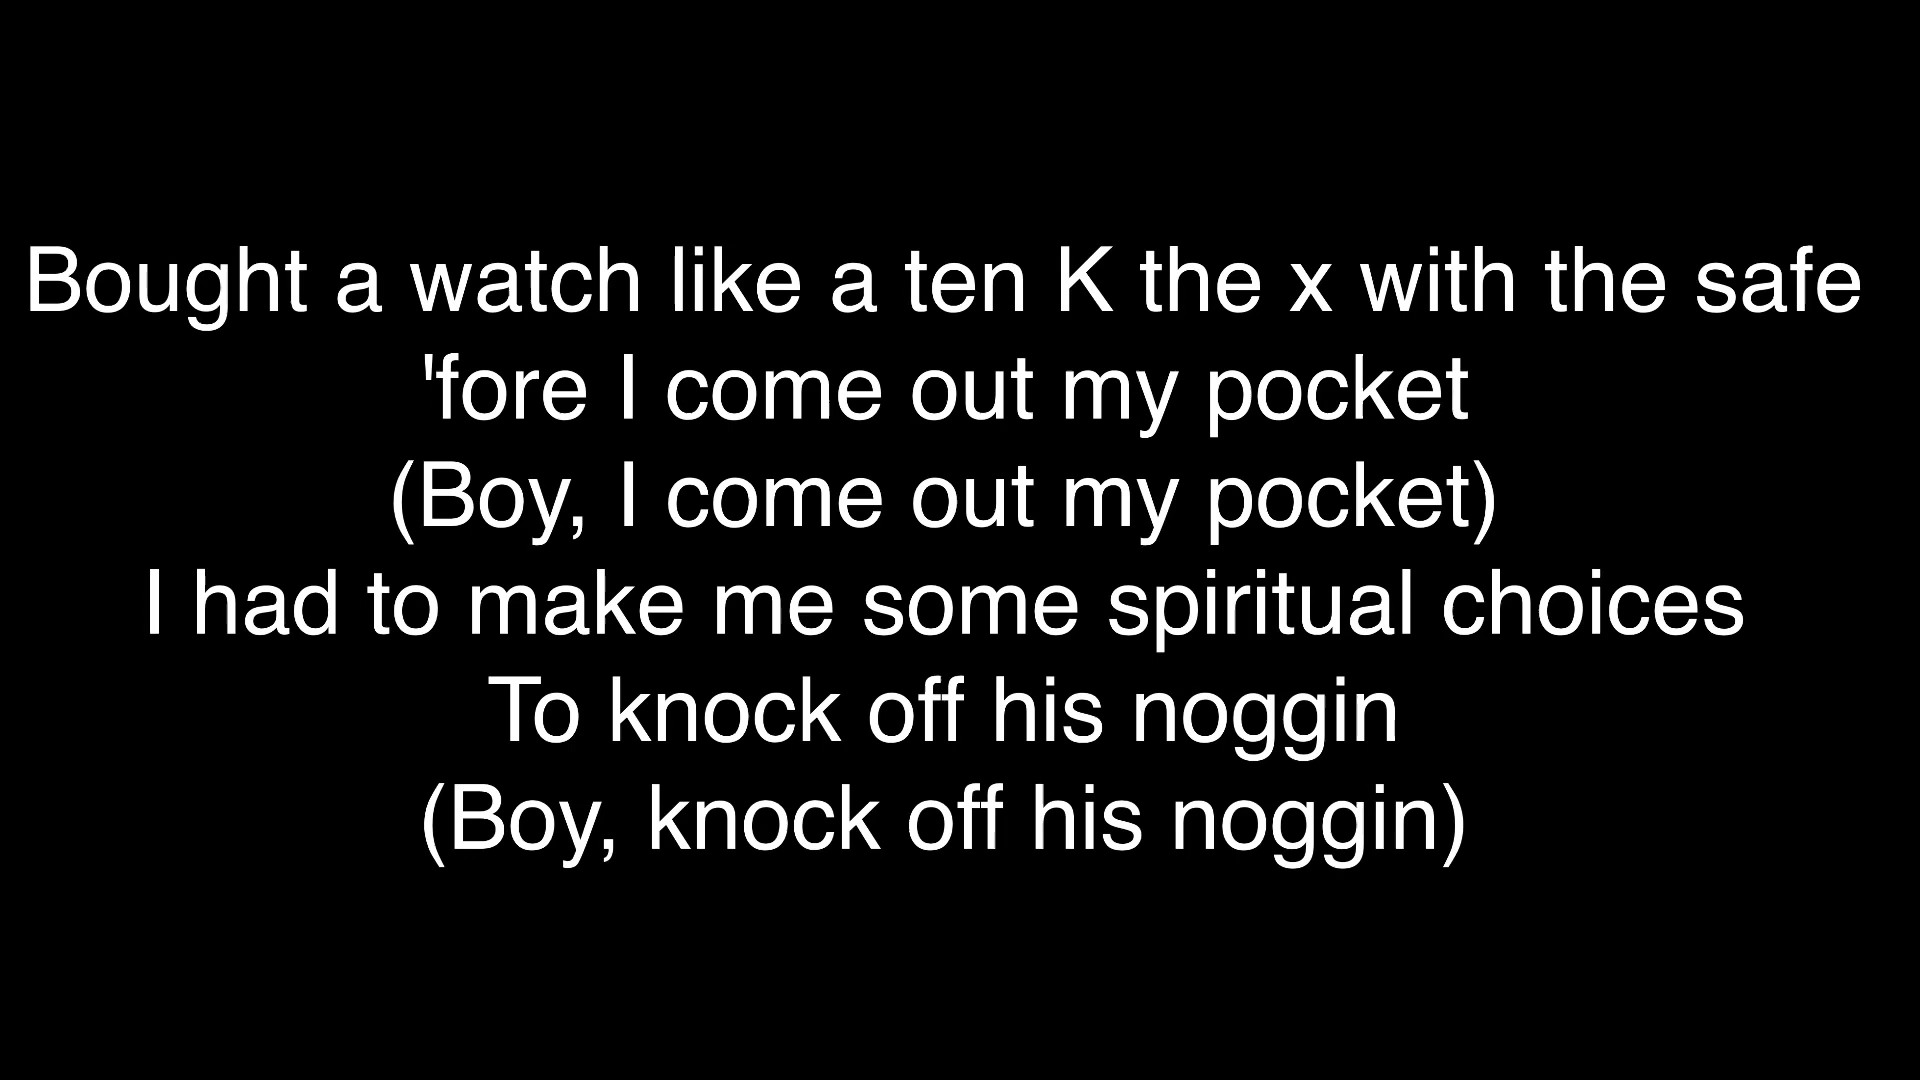 Bought a watch like a ten K the x with the safe
'fore I come out my pocket
(Boy, I come out my pocket)
I had to make me some spiritual choices
To knock off his noggin
(Boy, knock off his noggin)